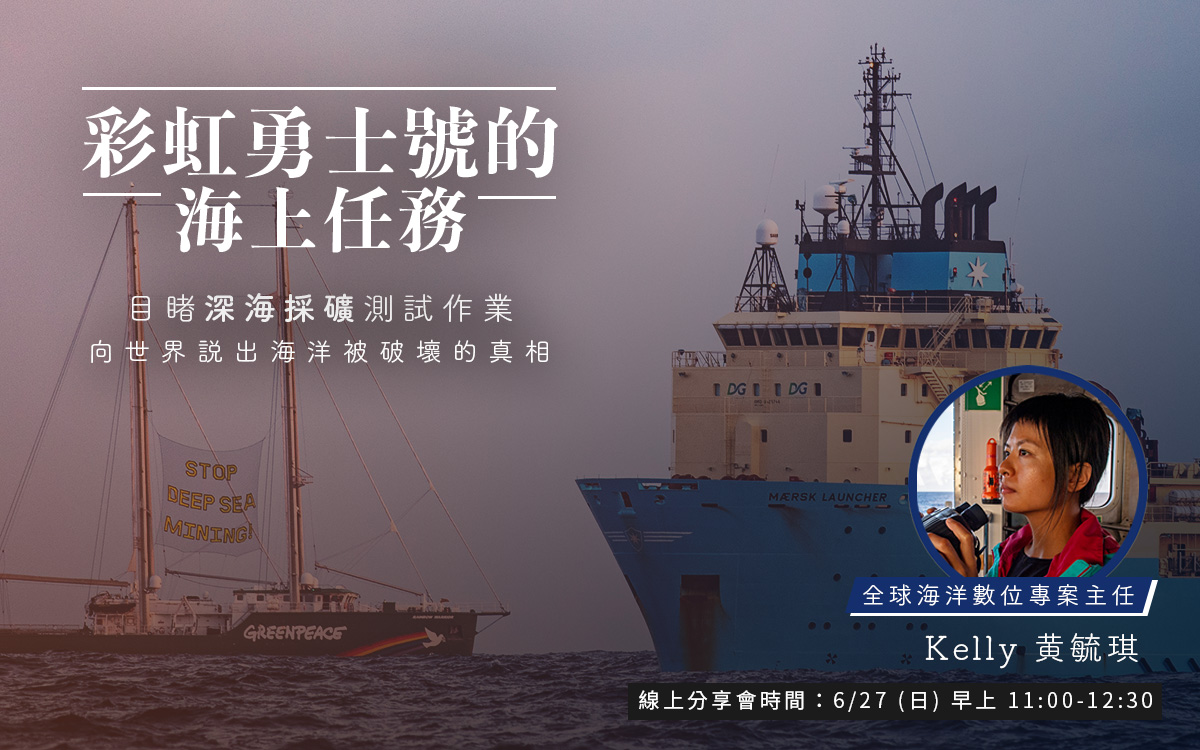 彩虹勇士號的
海上任務
目睹深海採礦測試作業
向世界說出海洋被破壞的真相
STOP
DEEP SEA
MINING!
GREENPEACE
DG
DG
MÆRSK LAUNCHER
全球海洋數位專案主任
Kelly 黄毓琪
線上分享會時間：6/27 (日) 早上 11:00-12:30